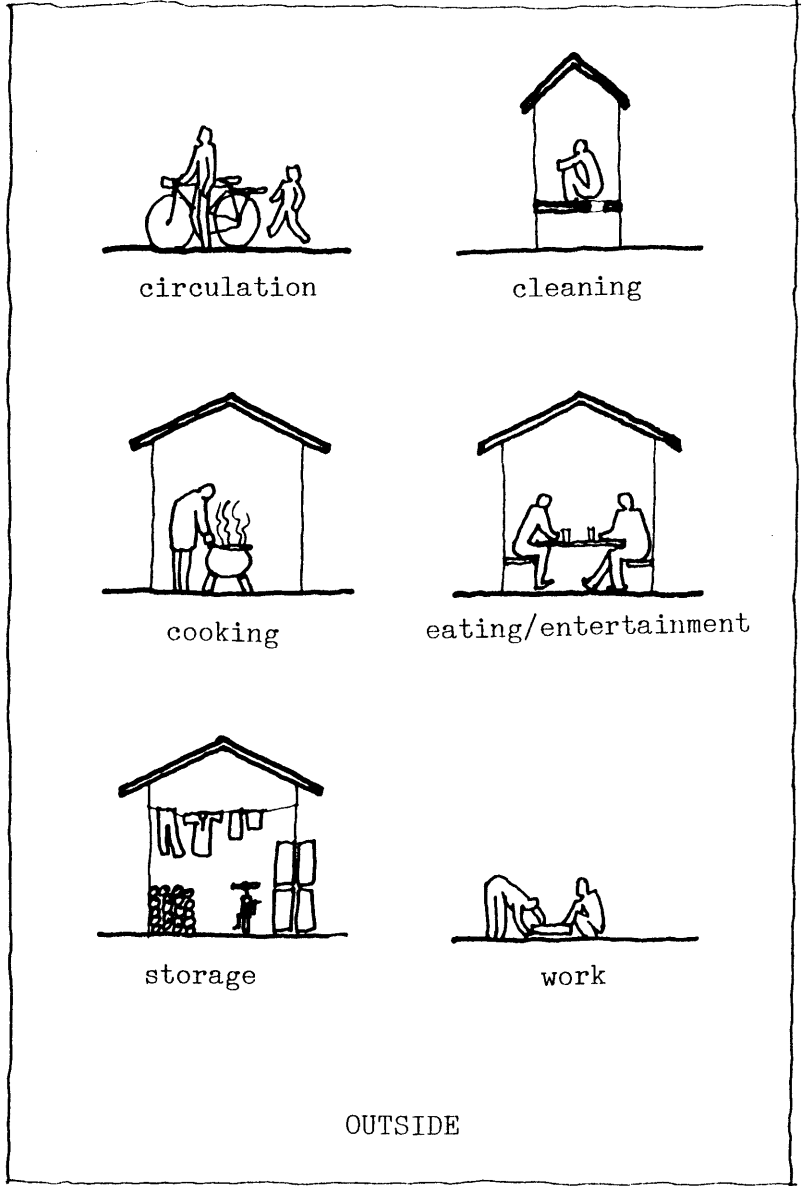 circulation
cleaning
cooking
eating/entertainment
storage
work
OUTSIDE